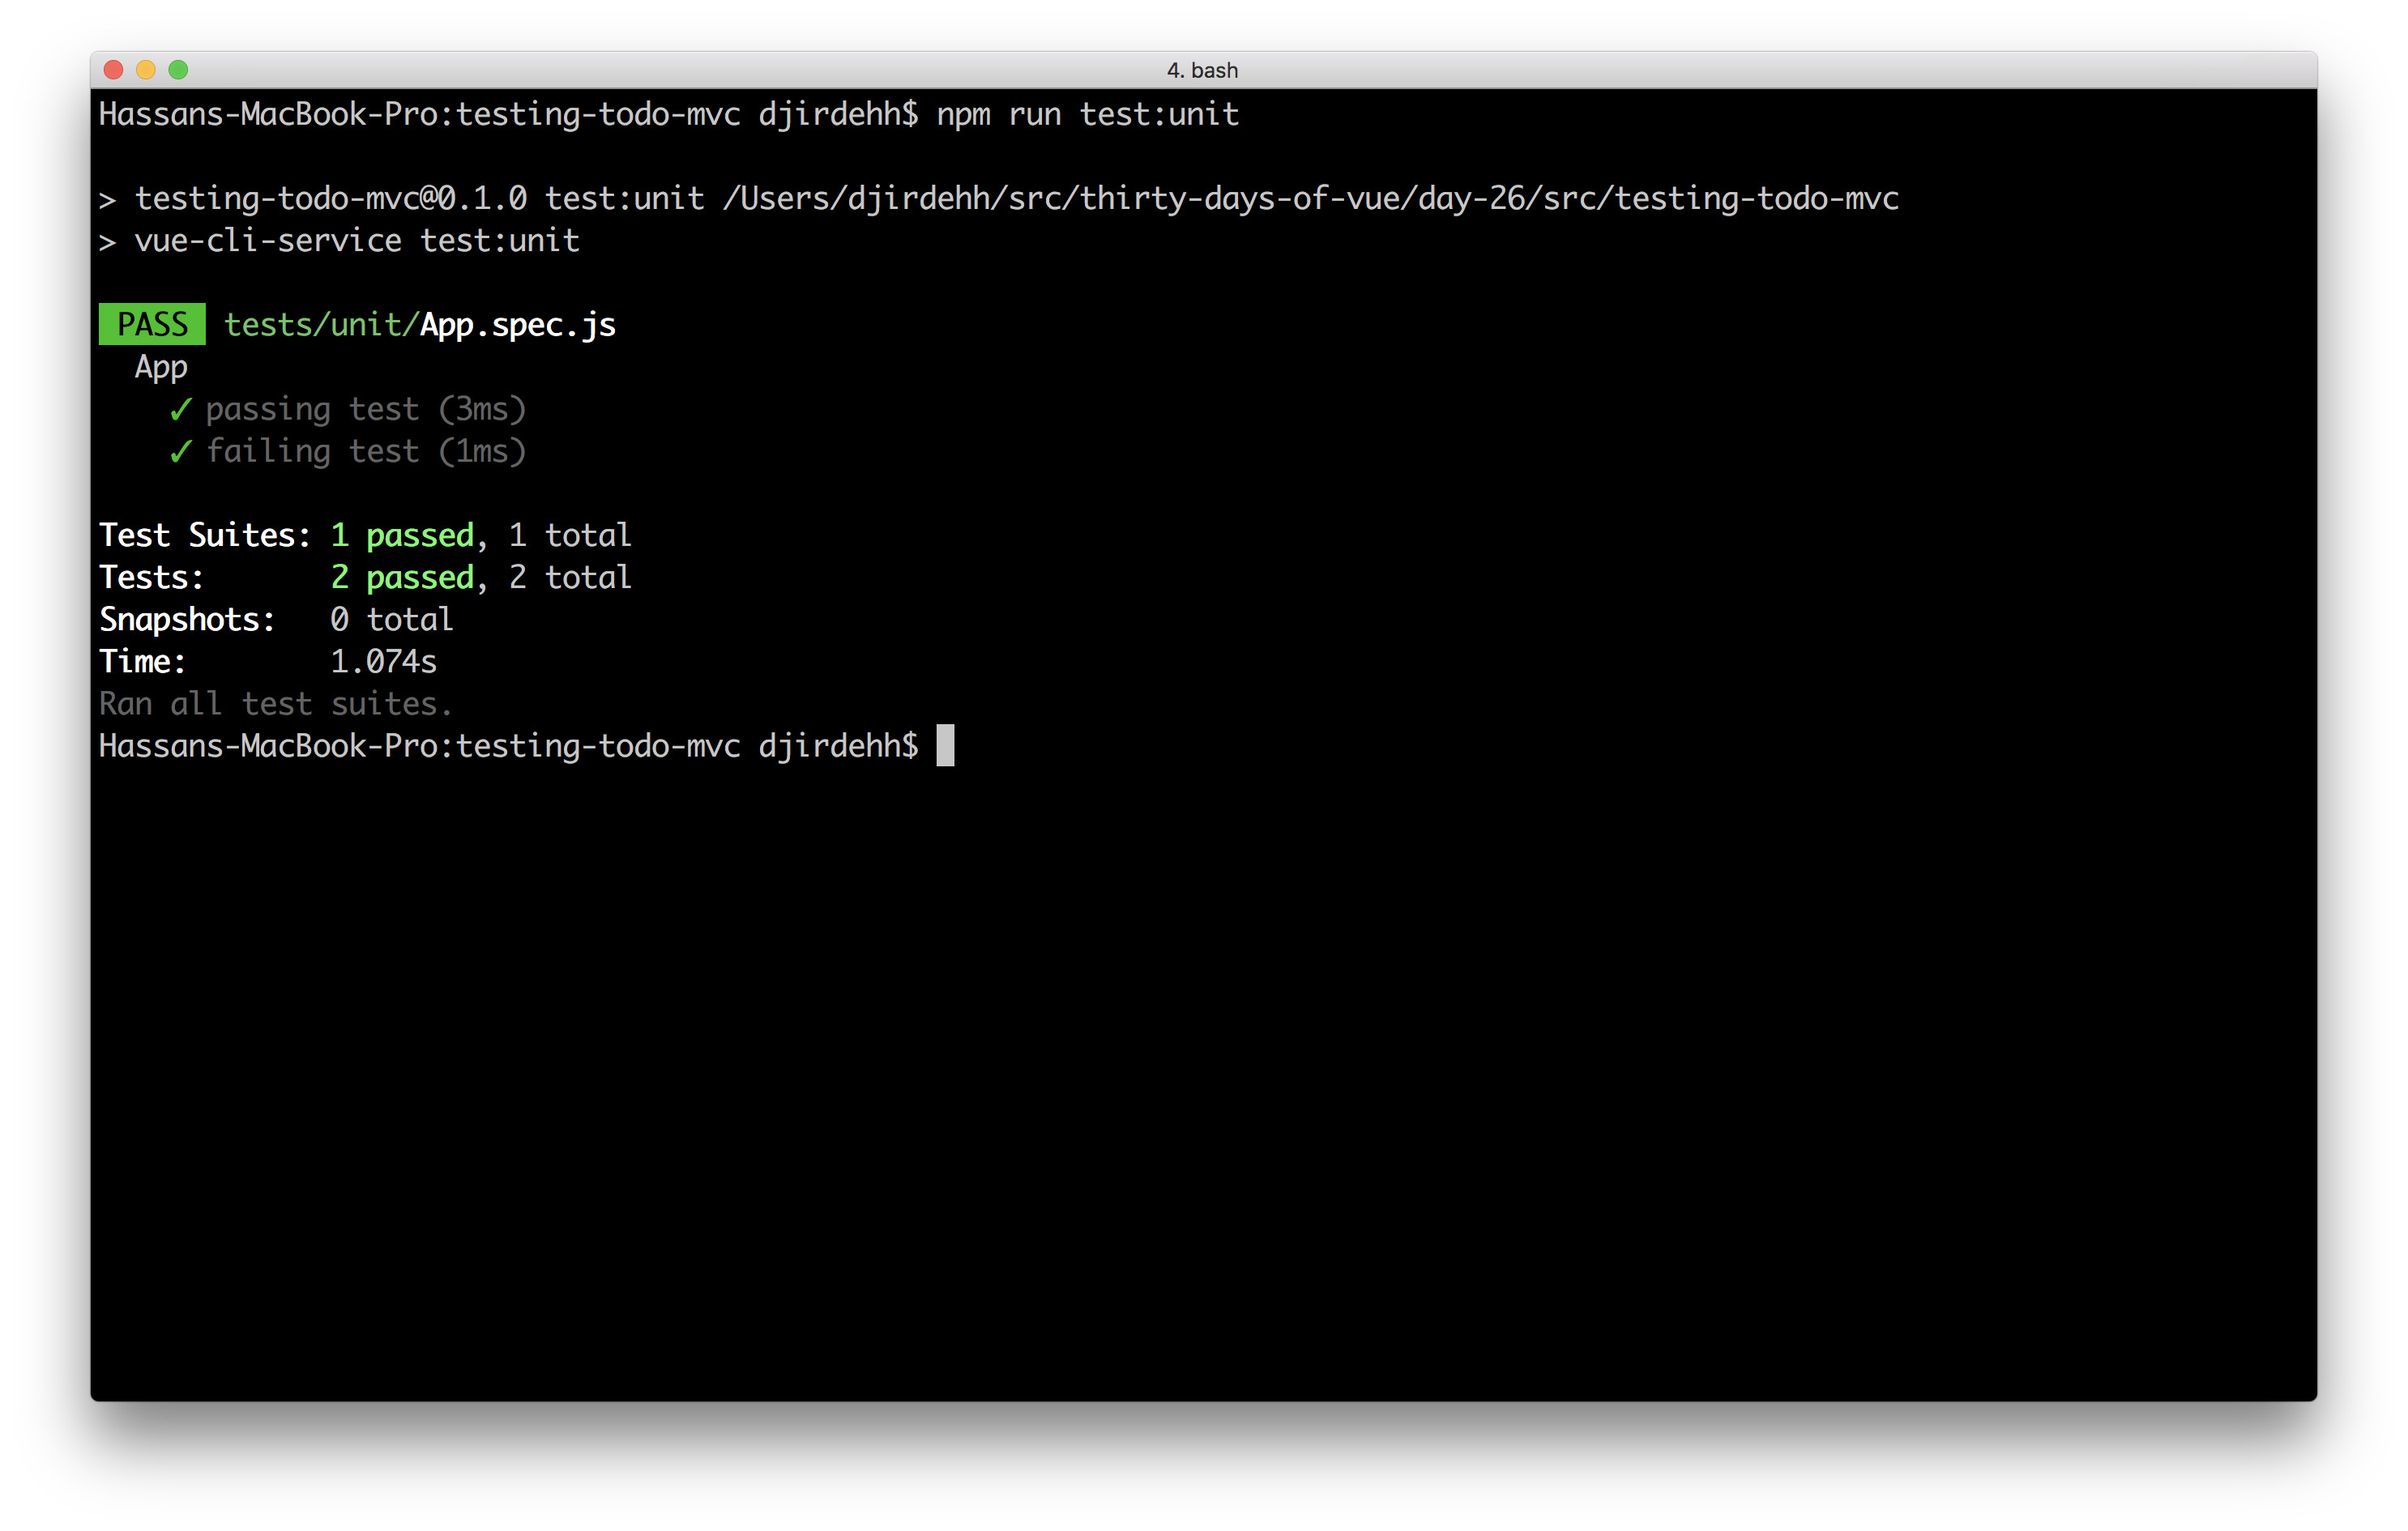 4. bash
Hassans-MacBook-Pro:testing-todo-mvc djirdehh$ npm run test:unit
> testing-todo-mvc@0.1.0 test:unit /Users/djirdehh/src/thirty-days-of-vue/day-26/src/testing-todo-mvc
> vue-cli-service test:unit
PASS tests/unit/App.spec.js
App
✓ passing test (3ms)
✓ failing test (1ms)
Test Suites: 1 passed, 1 total
Tests: 2 passed, 2 total
Snapshots: 0 total
Time: 1.074s
Ran all test suites.
Hassans-MacBook-Pro:testing-todo-mvc djirdehh$